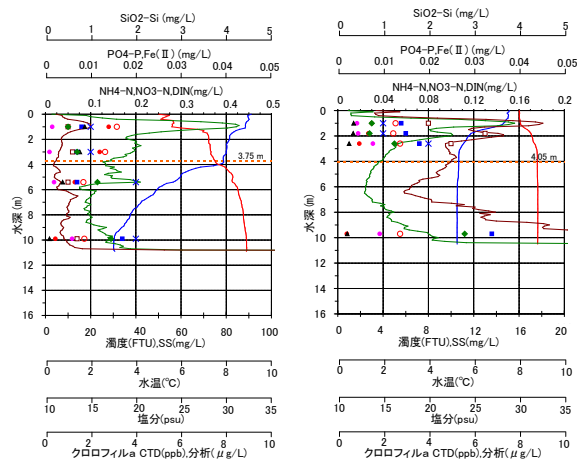 SiO2-Si (mg/L)
0 1 2 3 4 5
PO4-P,Fe(Ⅱ) (mg/L)
0 0.01 0.02 0.03 0.04 0.05
NH4-N,NO3-N,DIN(mg/L)
0 0.1 0.2 0.3 0.4 0.5
水深(m)
0
2
4
6
8
10
12
14
16
3.75 m
0 20 40 60 80 100
濁度(FTU),SS(mg/L)
0 2 4 6 8 10
水温(℃)
10 15 20 25 30 35
塩分(psu)
0 2 4 6 8 10
クロロフィルa CTD(ppb),分析(μg/L)
SiO2-Si (mg/L)
0 1 2 3 4 5
PO4-P,Fe(Ⅱ) (mg/L)
0 0.01 0.02 0.03 0.04 0.05
NH4-N,NO3-N,DIN(mg/L)
0 0.04 0.08 0.12 0.16 0.2
水深(m)
0
2
4
6
8
10
12
14
16
4.05 m
0 4 8 12 16 20
濁度(FTU),SS(mg/L)
0 2 4 6 8 10
水温(℃)
10 15 20 25 30 35
塩分(psu)
0 2 4 6 8 10
クロロフィルa CTD(ppb),分析(μg/L)